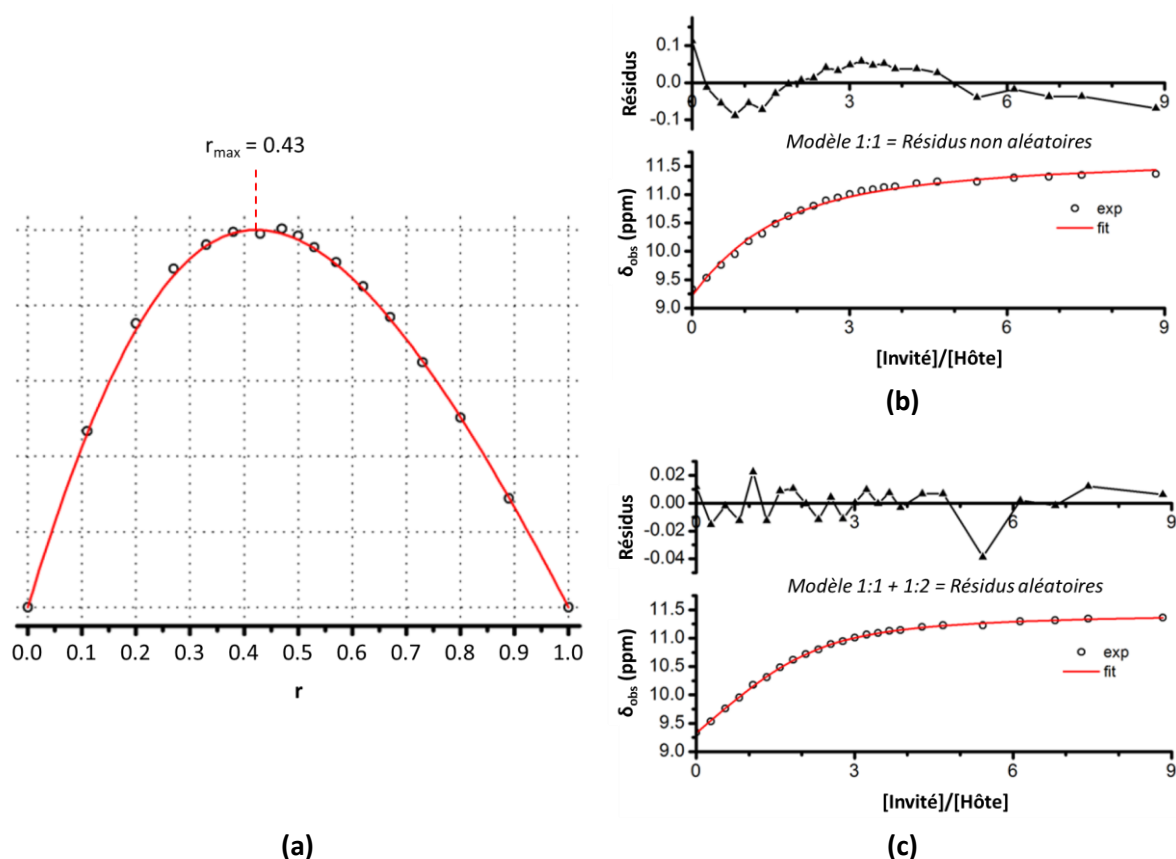 r_max = 0.43
0.0 0.1 0.2 0.3 0.4 0.5 0.6 0.7 0.8 0.9 1.0
r
(a)
Résidus
0.1
0.0
-0.1
0 3 6 9
Modèle 1:1 = Résidus non aléatoires
δobs (ppm)
11.5
11.0
10.5
10.0
9.5
9.0
exp
fit
0 3 6 9
[Invité]/[Hôte]
(b)
Résidus
0.02
0.00
-0.02
-0.04
0 3 6 9
Modèle 1:1 + 1:2 = Résidus aléatoires
δobs (ppm)
11.5
11.0
10.5
10.0
9.5
9.0
exp
fit
0 3 6 9
[Invité]/[Hôte]
(c)